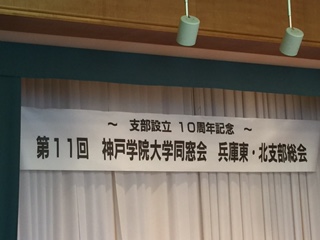 ～ 支部設立 １０周年記念 ～
第１１回　神戸学院大学同窓会　兵庫東・北支部総会